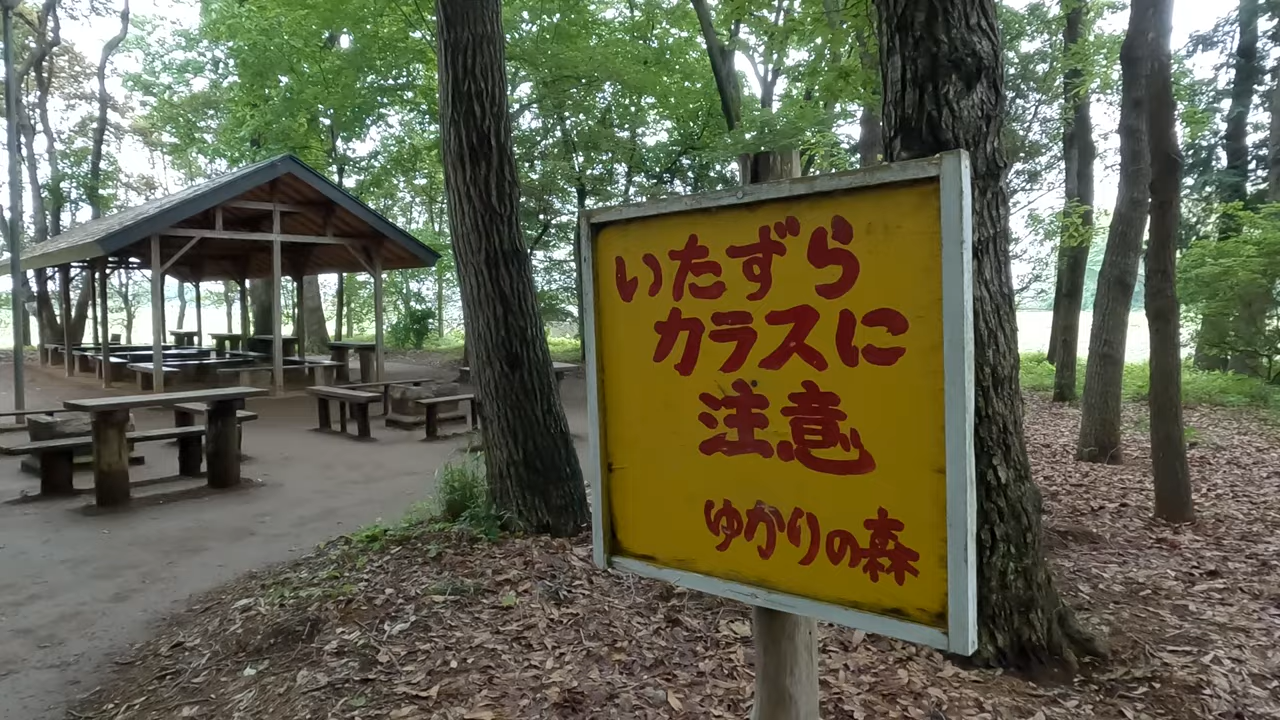 いたずら
カラスに
注意
ゆかりの森